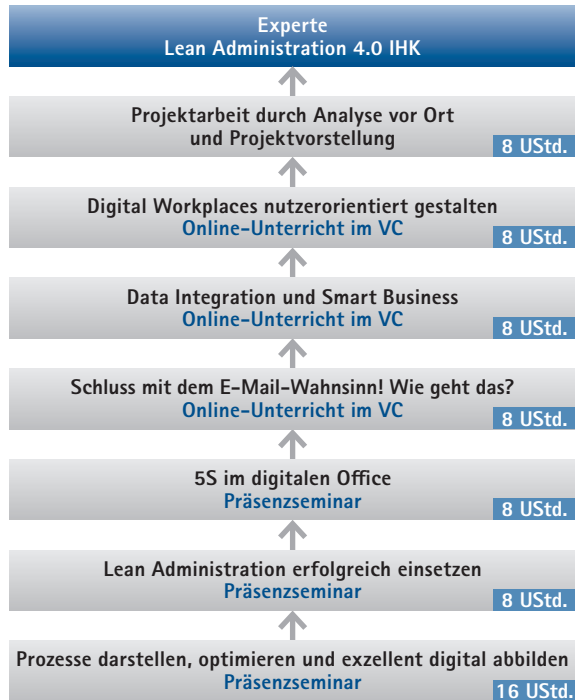 Experte
Lean Administration 4.0 IHK
Projektarbeit durch Analyse vor Ort
und Projektvorstellung
8 UStd.
Digital Workplaces nutzerorientiert gestalten
Online-Unterricht im VC
8 UStd.
Data Integration und Smart Business
Online-Unterricht im VC
8 UStd.
Schluss mit dem E-Mail-Wahnsinn! Wie geht das?
Online-Unterricht im VC
8 UStd.
5S im digitalen Office
Präsenzseminar
8 UStd.
Lean Administration erfolgreich einsetzen
Präsenzseminar
8 UStd.
Prozesse darstellen, optimieren und exzellent digital abbilden
Präsenzseminar
16 UStd.